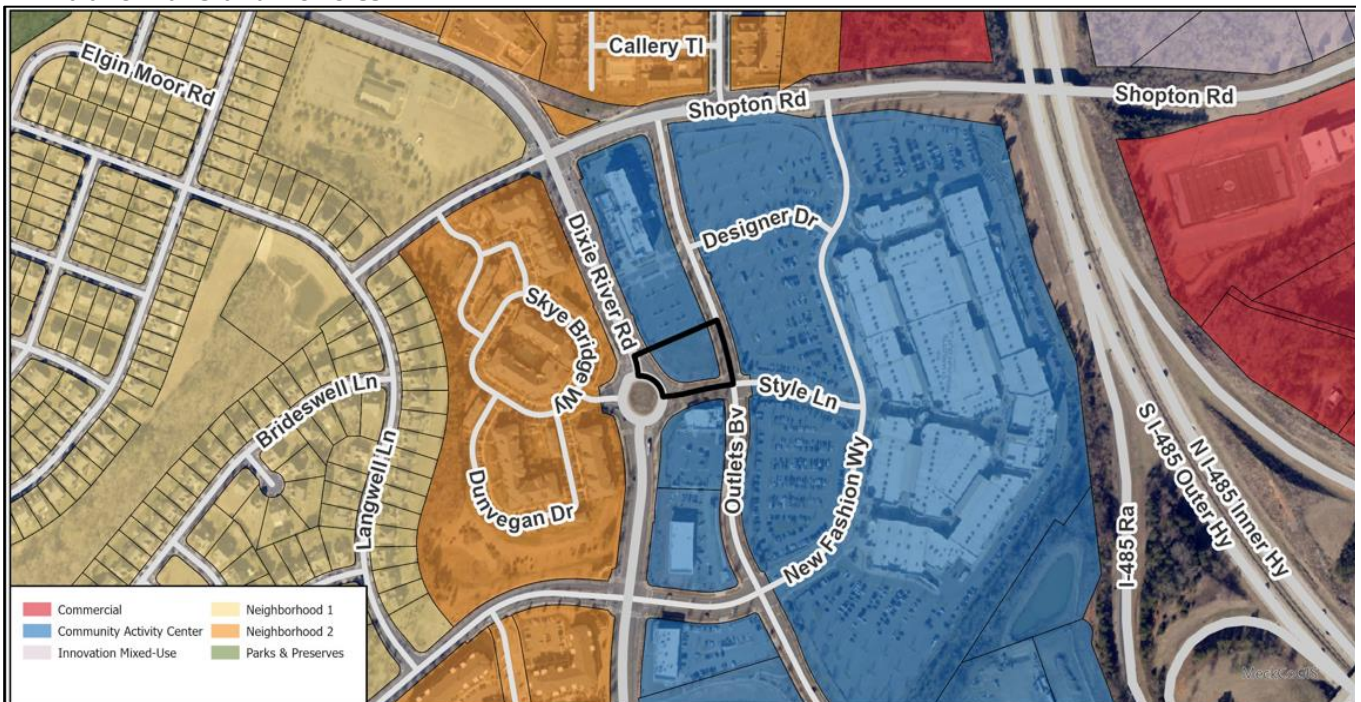 Elgin Moor Rd
Callery Tl
Shopton Rd
Shopton Rd
Dixie River Rd
Designer Dr
Skye Bridge Wy
Style Ln
Brideswell Ln
Langwell Ln
Dunvegan Dr
Outlets Bv
New Fashion Wy
I-485 Ra
S I-485 Outer Hy
N I-485 Inner Hy
Commercial
Community Activity Center
Innovation Mixed-Use
Neighborhood 1
Neighborhood 2
Parks & Preserves
MeckCo GIS